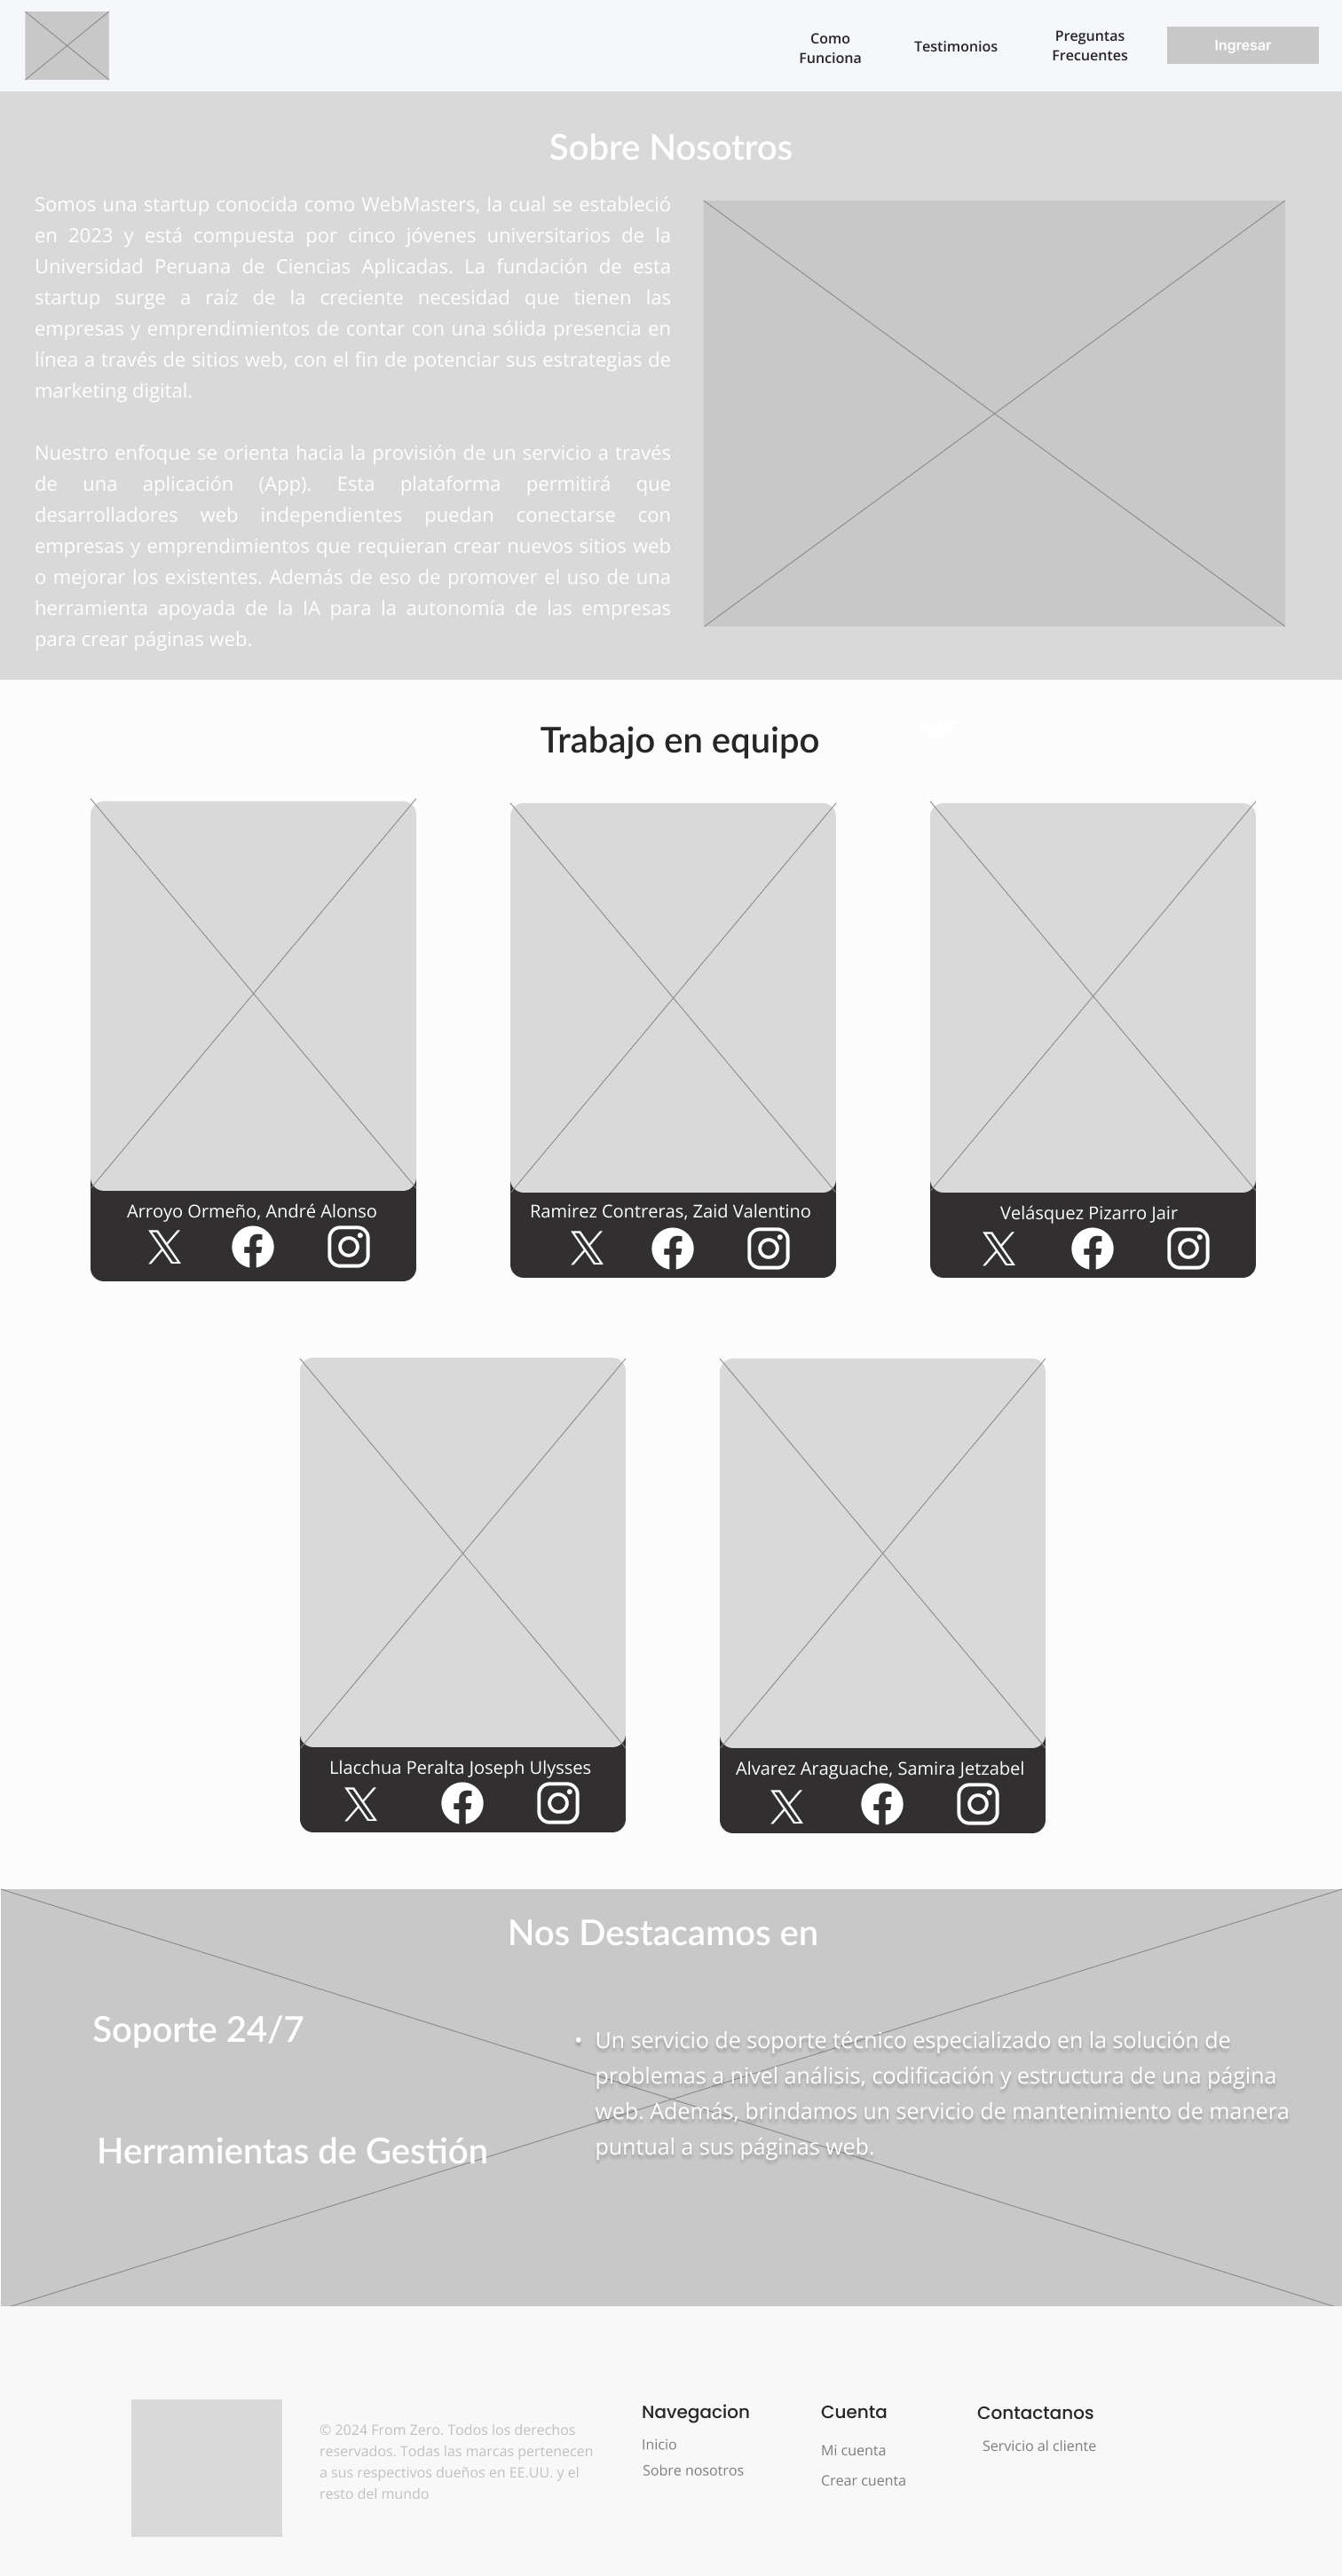 Como
Funciona
Testimonios
Preguntas
Frecuentes
Ingresar
Sobre Nosotros
Somos una startup conocida como WebMasters, la cual se estableció
en 2023 y está compuesta por cinco jóvenes universitarios de la
Universidad Peruana de Ciencias Aplicadas. La fundación de esta
startup surge a raíz de la creciente necesidad que tienen las
empresas y emprendimientos de contar con una sólida presencia en
línea a través de sitios web, con el fin de potenciar sus estrategias de
marketing digital.
Nuestro enfoque se orienta hacia la provisión de un servicio a través
de una aplicación (App). Esta plataforma permitirá que
desarrolladores web independientes puedan conectarse con
empresas y emprendimientos que requieran crear nuevos sitios web
o mejorar los existentes. Además de eso de promover el uso de una
herramienta apoyada de la IA para la autonomía de las empresas
para crear páginas web.
Trabajo en equipo
Arroyo Ormeño, André Alonso
Ramirez Contreras, Zaid Valentino
Velásquez Pizarro Jair
Llacchua Peralta Joseph Ulysses
Alvarez Araguache, Samira Jetzabel
Nos Destacamos en
Soporte 24/7
Herramientas de Gestión
• Un servicio de soporte técnico especializado en la solución de
problemas a nivel análisis, codificación y estructura de una página
web. Además, brindamos un servicio de mantenimiento de manera
puntual a sus páginas web.
© 2024 From Zero. Todos los derechos
reservados. Todas las marcas pertenecen
a sus respectivos dueños en EE.UU. y el
resto del mundo
Navegacion
Inicio
Sobre nosotros
Cuenta
Mi cuenta
Crear cuenta
Contactanos
Servicio al cliente